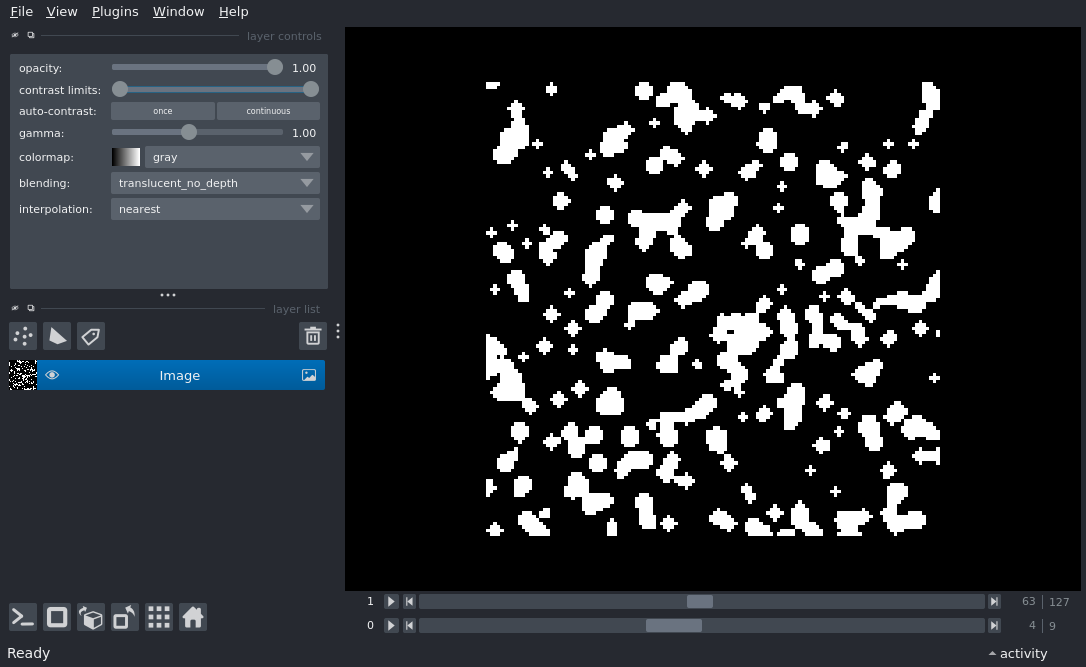 File View Plugins Window Help
layer controls
opacity: 1.00
contrast limits:
auto-contrast: once continuous
gamma: 1.00
colormap: gray
blending: translucent_no_depth
interpolation: nearest
layer list
Image
1 63 127
0 4 9
Ready activity